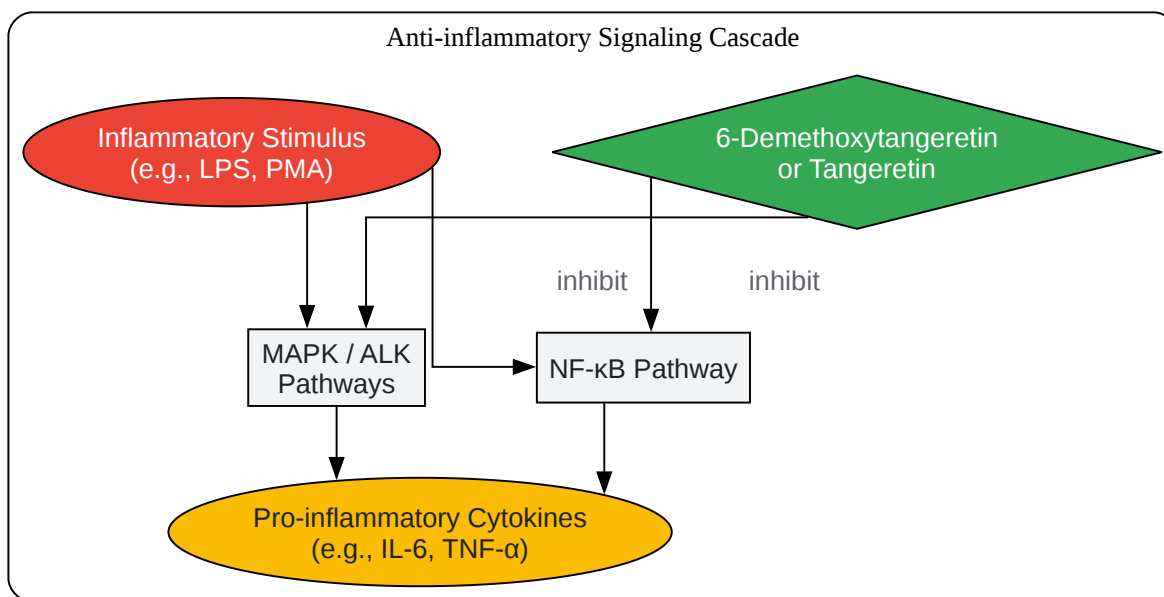 Anti-inflammatory Signaling Cascade
Inflammatory Stimulus
(e.g., LPS, PMA)
6-Demethoxytangeretin
or Tangeretin
inhibit
inhibit
MAPK / ALK
Pathways
NF-κB Pathway
Pro-inflammatory Cytokines
(e.g., IL-6, TNF-α)